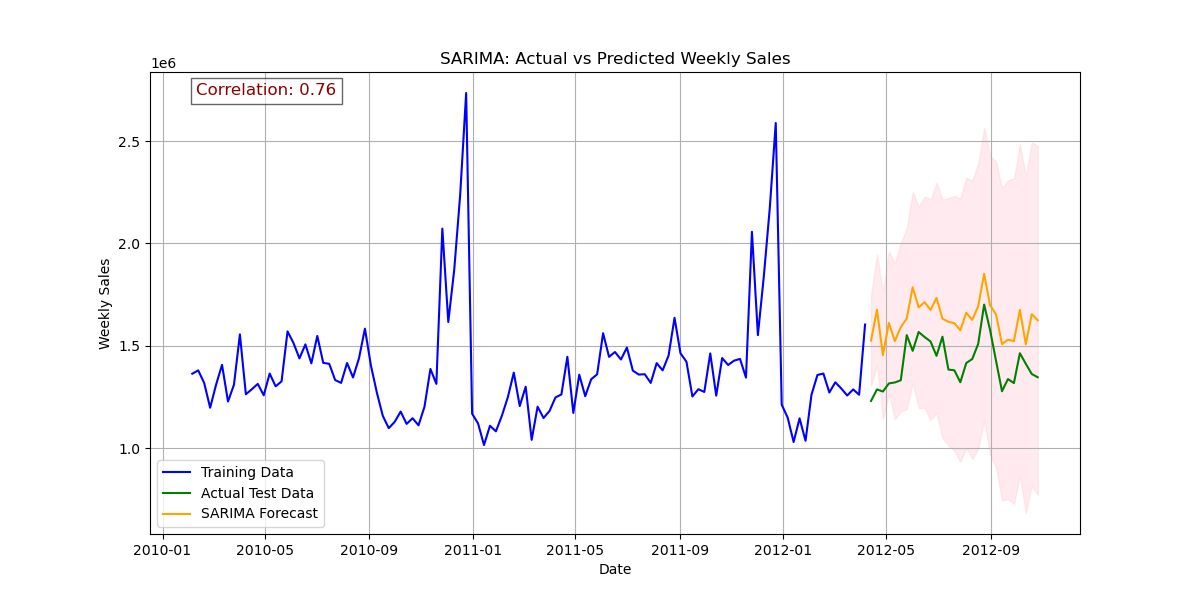 SARIMA: Actual vs Predicted Weekly Sales
1e6
Correlation: 0.76
2.5
2.0
1.5
1.0
Weekly Sales
Training Data
Actual Test Data
SARIMA Forecast
2010-01 2010-05 2010-09 2011-01 2011-05 2011-09 2012-01 2012-05 2012-09
Date